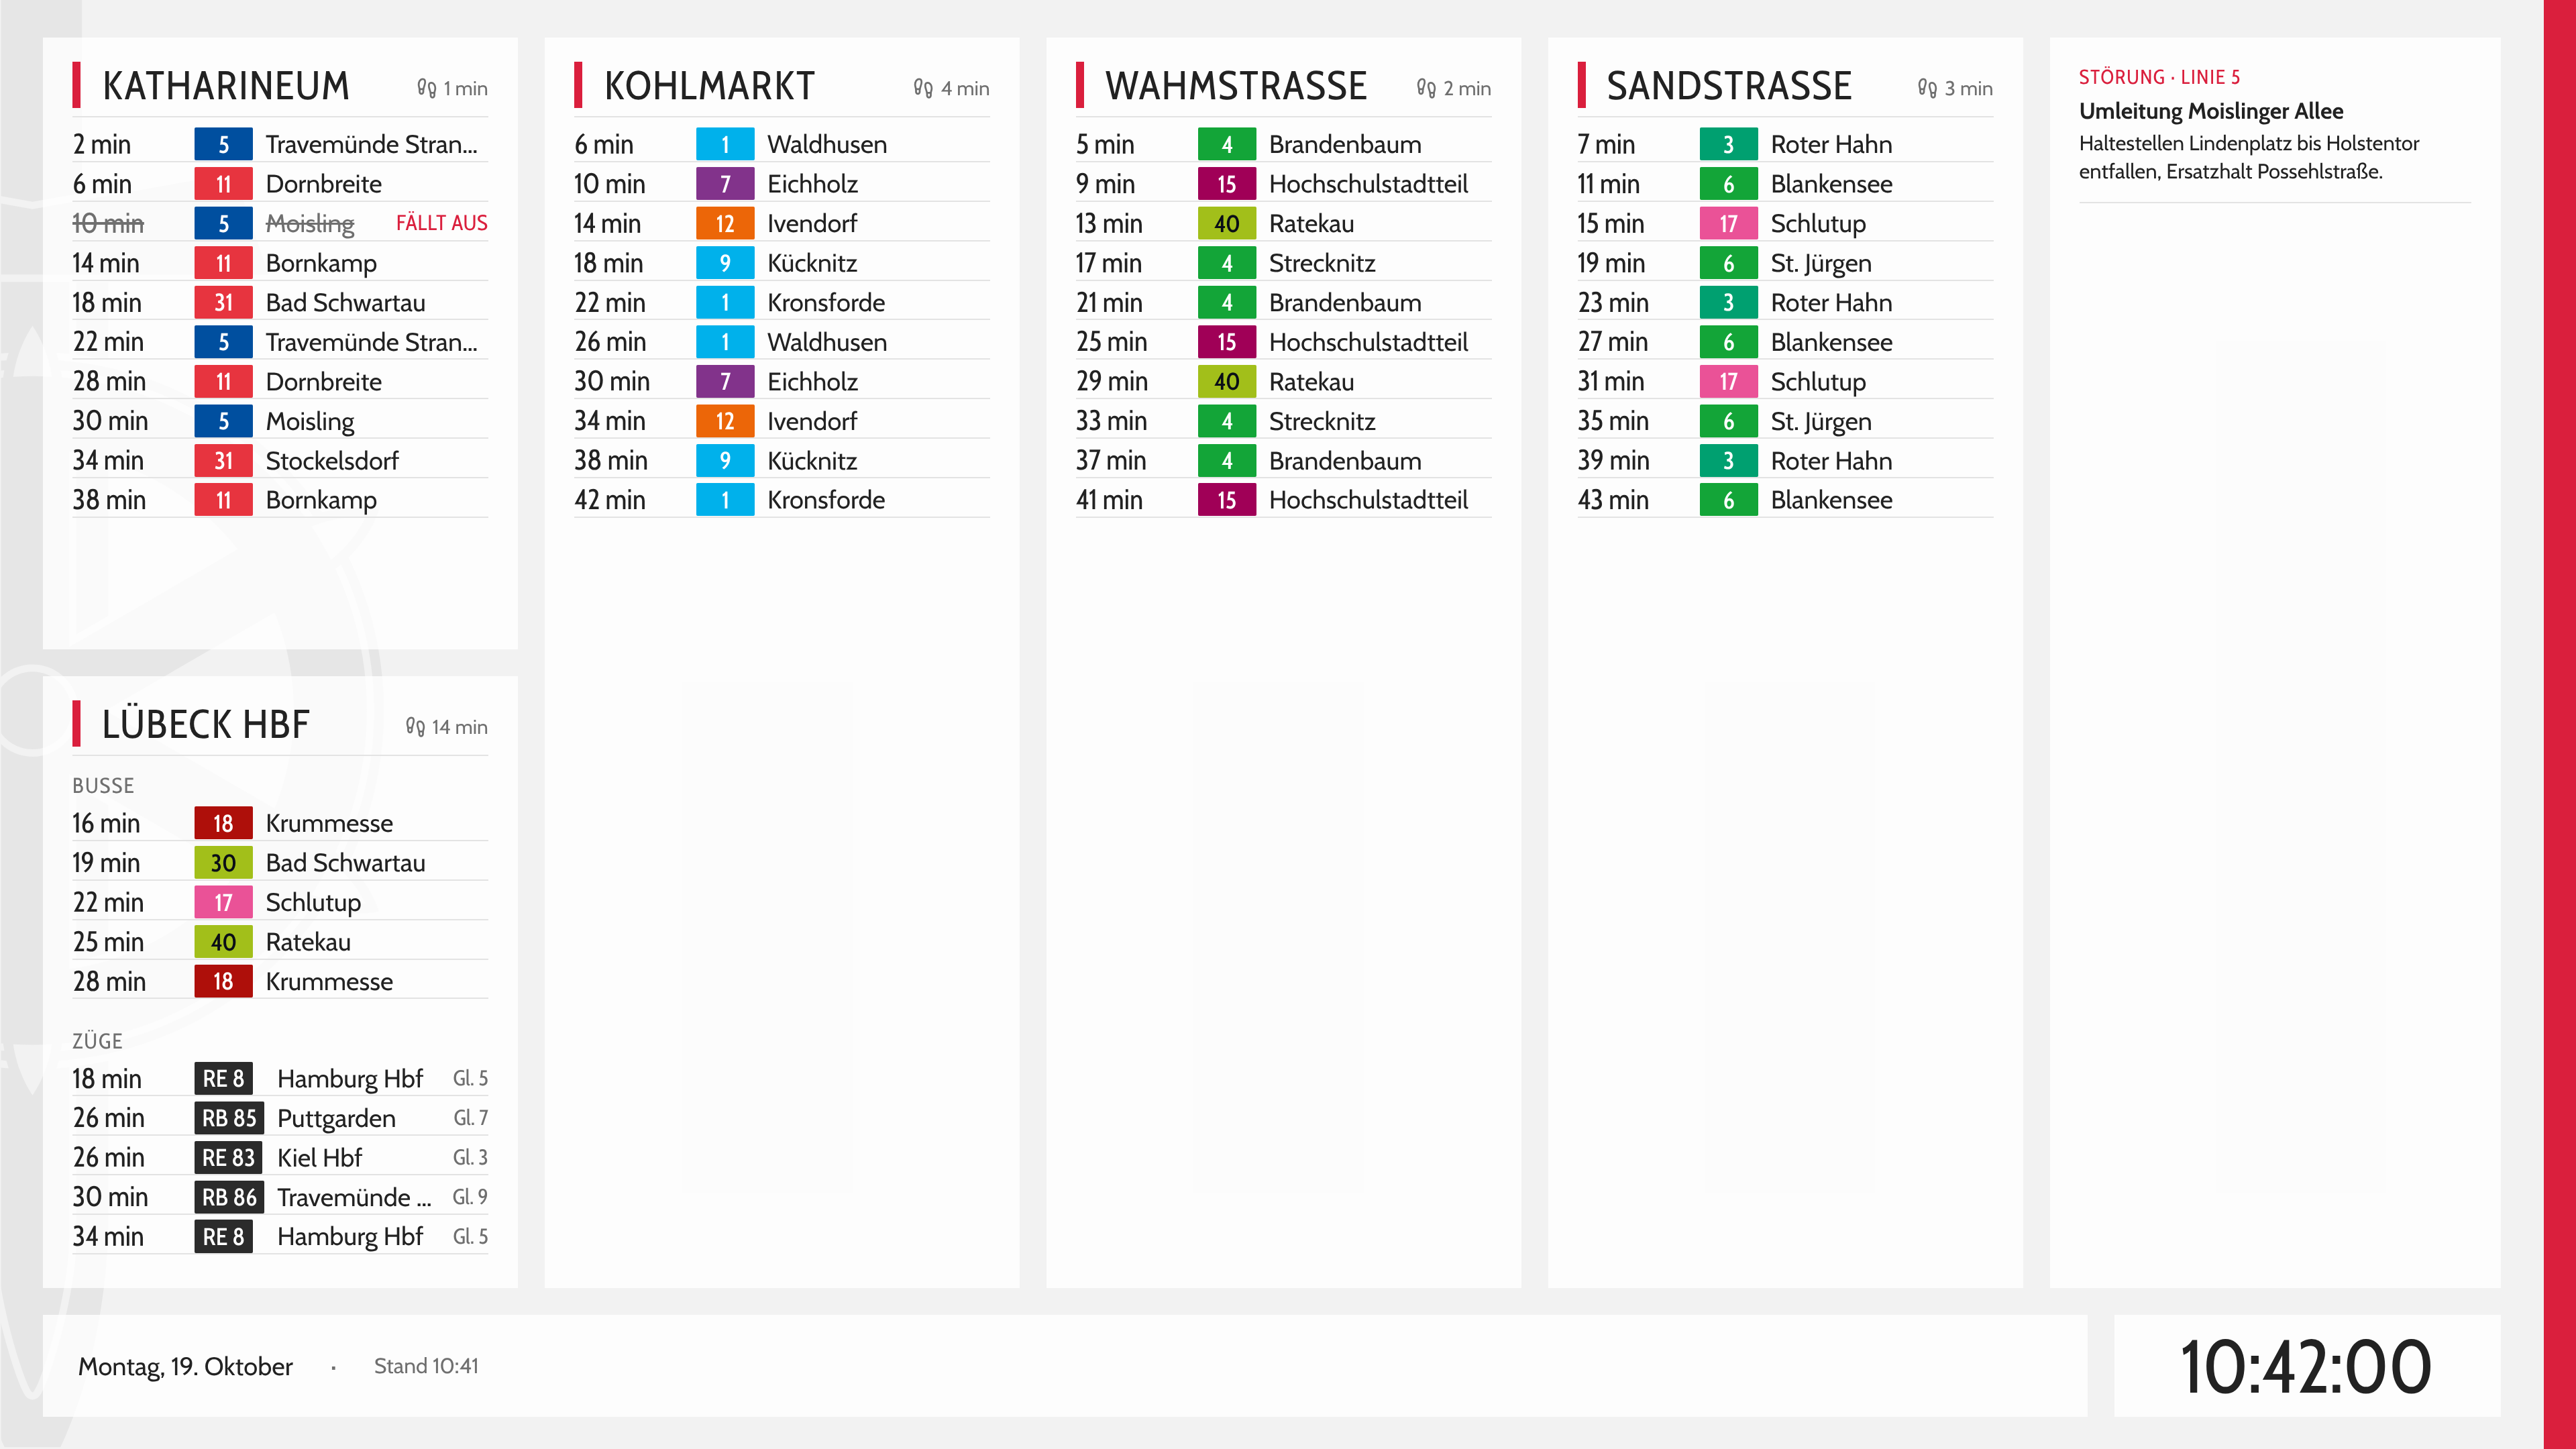 KATHARINEUM 1 min
2 min 5 Travemünde Stran...
6 min 11 Dornbreite
10 min 5 Moisling FÄLLT AUS
14 min 11 Bornkamp
18 min 31 Bad Schwartau
22 min 5 Travemünde Stran...
28 min 11 Dornbreite
30 min 5 Moisling
34 min 31 Stockelsdorf
38 min 11 Bornkamp
LÜBECK HBF 14 min
BUSSE
16 min 18 Krummesse
19 min 30 Bad Schwartau
22 min 17 Schlutup
25 min 40 Ratekau
28 min 18 Krummesse
ZÜGE
18 min RE 8 Hamburg Hbf Gl. 5
26 min RB 85 Puttgarden Gl. 7
26 min RE 83 Kiel Hbf Gl. 3
30 min RB 86 Travemünde ... Gl. 9
34 min RE 8 Hamburg Hbf Gl. 5
KOHLMARKT 4 min
6 min 1 Waldhusen
10 min 7 Eichholz
14 min 12 Ivendorf
18 min 9 Kücknitz
22 min 1 Kronsforde
26 min 1 Waldhusen
30 min 7 Eichholz
34 min 12 Ivendorf
38 min 9 Kücknitz
42 min 1 Kronsforde
WAHMSTRASSE 2 min
5 min 4 Brandenbaum
9 min 15 Hochschulstadtteil
13 min 40 Ratekau
17 min 4 Strecknitz
21 min 4 Brandenbaum
25 min 15 Hochschulstadtteil
29 min 40 Ratekau
33 min 4 Strecknitz
37 min 4 Brandenbaum
41 min 15 Hochschulstadtteil
SANDSTRASSE 3 min
7 min 3 Roter Hahn
11 min 6 Blankensee
15 min 17 Schlutup
19 min 6 St. Jürgen
23 min 3 Roter Hahn
27 min 6 Blankensee
31 min 17 Schlutup
35 min 6 St. Jürgen
39 min 3 Roter Hahn
43 min 6 Blankensee
STÖRUNG · LINIE 5
Umleitung Moislinger Allee
Haltestellen Lindenplatz bis Holstentor
entfallen, Ersatzhalt Possehlstraße.
Montag, 19. Oktober · Stand 10:41
10:42:00